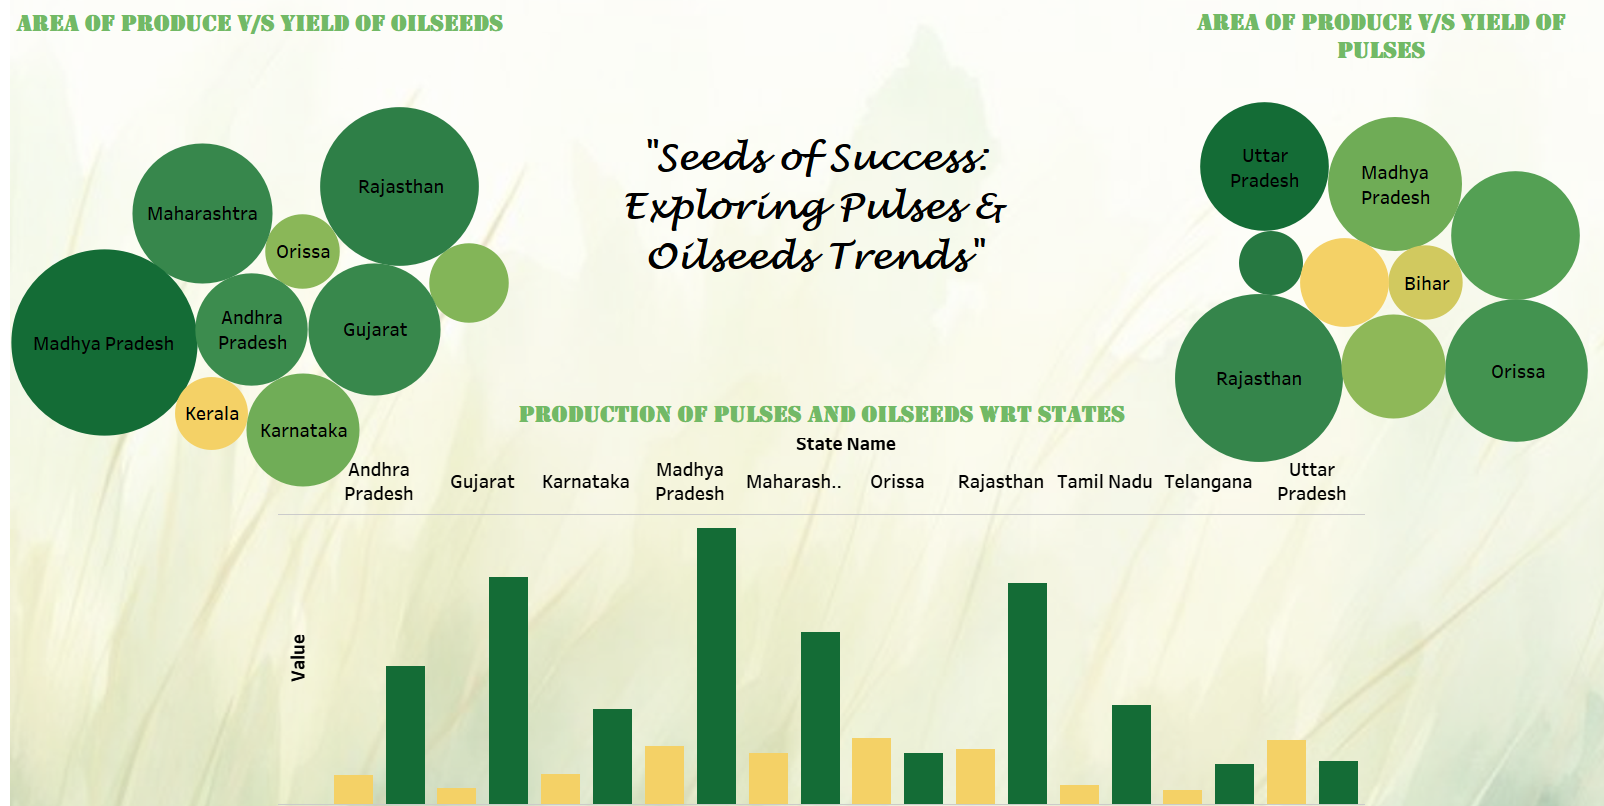 AREA OF PRODUCE V/S YIELD OF OILSEEDS
AREA OF PRODUCE V/S YIELD OF
PULSES
"Seeds of Success:
Exploring Pulses &
Oilseeds Trends"
Rajasthan
Maharashtra
Orissa
Andhra
Pradesh
Gujarat
Madhya Pradesh
Kerala
Karnataka
Uttar
Pradesh
Madhya
Pradesh
Bihar
Rajasthan
Orissa
PRODUCTION OF PULSES AND OILSEEDS WRT STATES
State Name
Andhra
Pradesh
Gujarat
Karnataka
Madhya
Pradesh
Maharash..
Orissa
Rajasthan
Tamil Nadu
Telangana
Uttar
Pradesh
Value